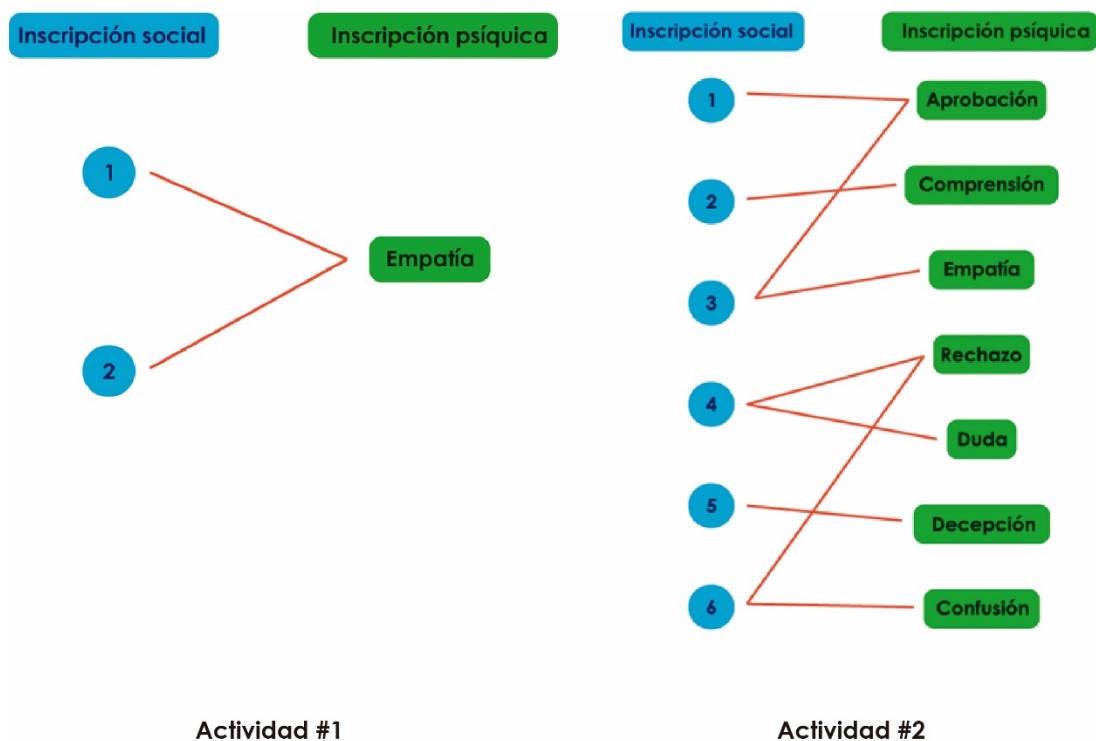 Inscripción social
Inscripción psíquica
1
Empatía
2
Actividad #1
Inscripción social
Inscripción psíquica
1
Aprobación
2
Comprensión
3
Empatía
4
Rechazo
Duda
5
Decepción
6
Confusión
Actividad #2